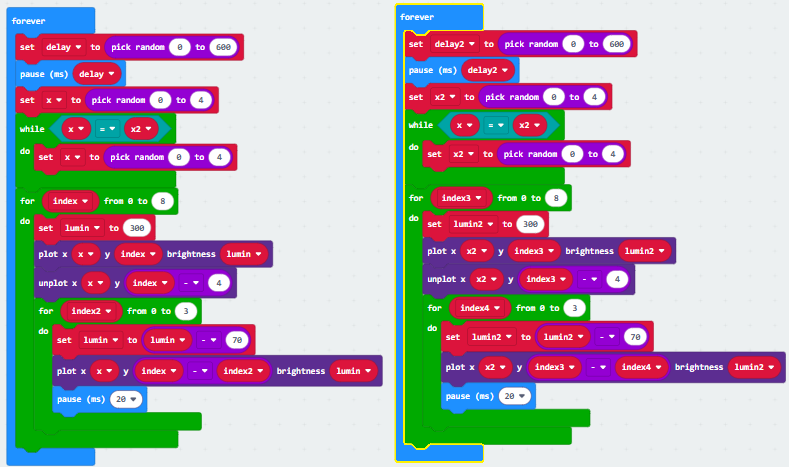 forever
set delay to pick random 0 to 600
pause (ms) delay
set x to pick random 0 to 4
while x = x2
do set x to pick random 0 to 4
for index from 0 to 8
do set lumin to 300
plot x x y index brightness lumin
unplot x x y index - 4
for index2 from 0 to 3
do set lumin to lumin - 70
plot x x y index - index2 brightness lumin
pause (ms) 20
forever
set delay2 to pick random 0 to 600
pause (ms) delay2
set x2 to pick random 0 to 4
while x = x2
do set x2 to pick random 0 to 4
for index3 from 0 to 8
do set lumin2 to 300
plot x x2 y index3 brightness lumin2
unplot x x2 y index3 - 4
for index4 from 0 to 3
do set lumin2 to lumin2 - 70
plot x x2 y index3 - index4 brightness lumin2
pause (ms) 20